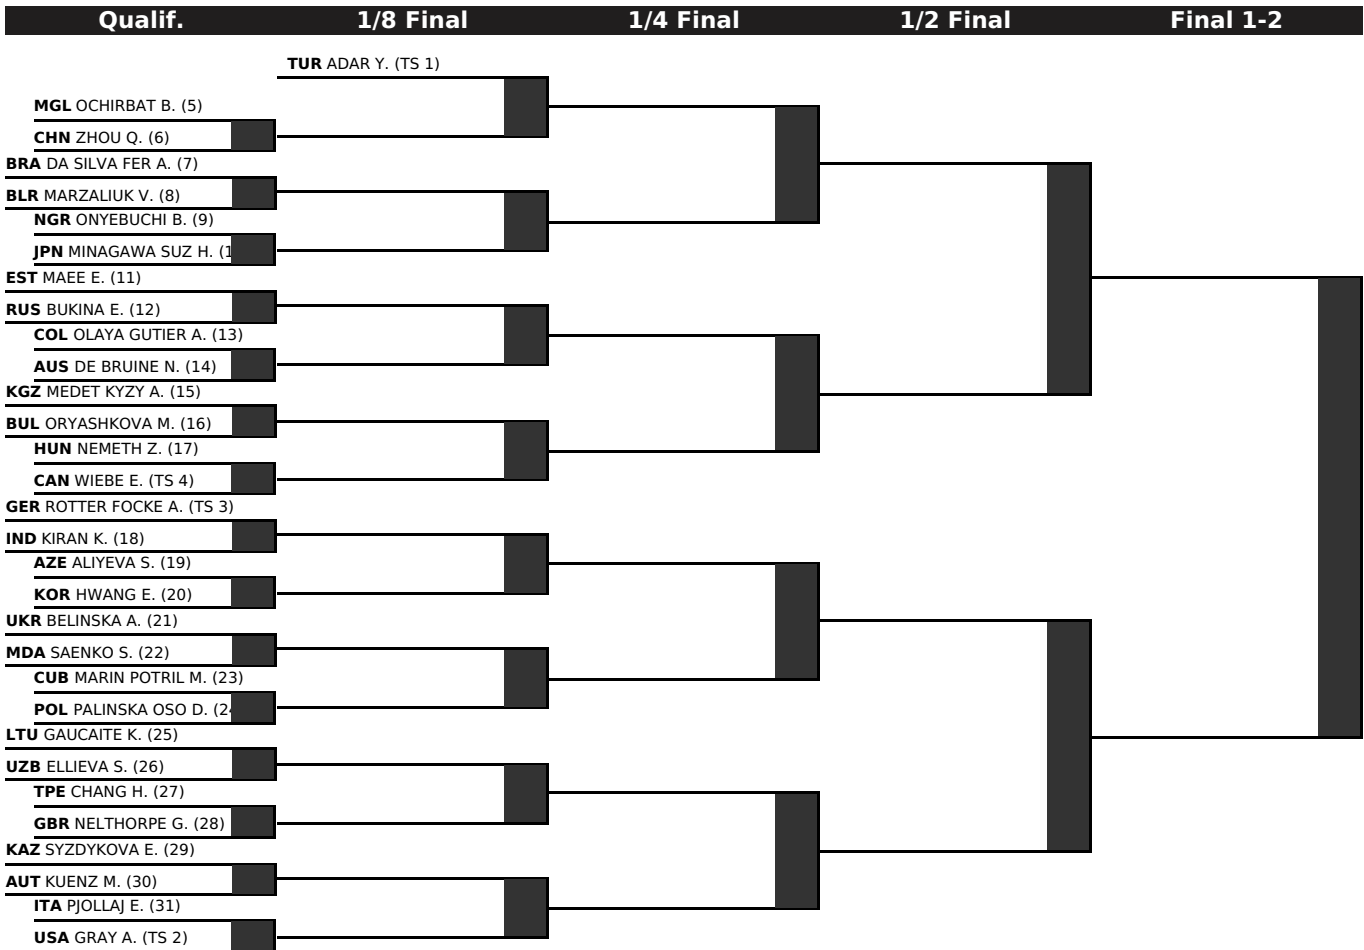 Qualif. 1/8 Final 1/4 Final 1/2 Final Final 1-2
TUR ADAR Y. (TS 1)
MGL OCHIRBAT B. (5)
CHN ZHOU Q. (6)
BRA DA SILVA FER A. (7)
BLR MARZALIUK V. (8)
NGR ONYEBUCHI B. (9)
JPN MINAGAWA SUZ H. (1
EST MAEE E. (11)
RUS BUKINA E. (12)
COL OLAYA GUTIER A. (13)
AUS DE BRUINE N. (14)
KGZ MEDET KYZY A. (15)
BUL ORYASHKOVA M. (16)
HUN NEMETH Z. (17)
CAN WIEBE E. (TS 4)
GER ROTTER FOCKE A. (TS 3)
IND KIRAN K. (18)
AZE ALIYEVA S. (19)
KOR HWANG E. (20)
UKR BELINSKA A. (21)
MDA SAENKO S. (22)
CUB MARIN POTRIL M. (23)
POL PALINSKA OSO D. (24
LTU GAUCAITE K. (25)
UZB ELLIEVA S. (26)
TPE CHANG H. (27)
GBR NELTHORPE G. (28)
KAZ SYZDYKOVA E. (29)
AUT KUENZ M. (30)
ITA PJOLLAJ E. (31)
USA GRAY A. (TS 2)